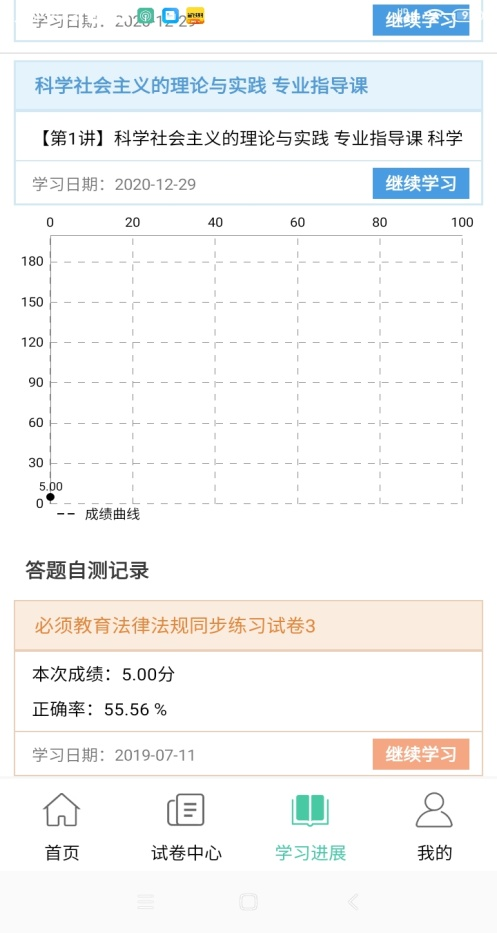 学习日期：2020-12-29
继续学习
科学社会主义的理论与实践 专业指导课
【第1讲】科学社会主义的理论与实践 专业指导课 科学
学习日期：2020-12-29
继续学习
0 20 40 60 80 100
180
150
120
90
60
30
5.00
0
成绩曲线
答题自测记录
必须教育法律法规同步练习试卷3
本次成绩：5.00分
正确率：55.56 %
学习日期：2019-07-11
继续学习
首页 试卷中心 学习进展 我的